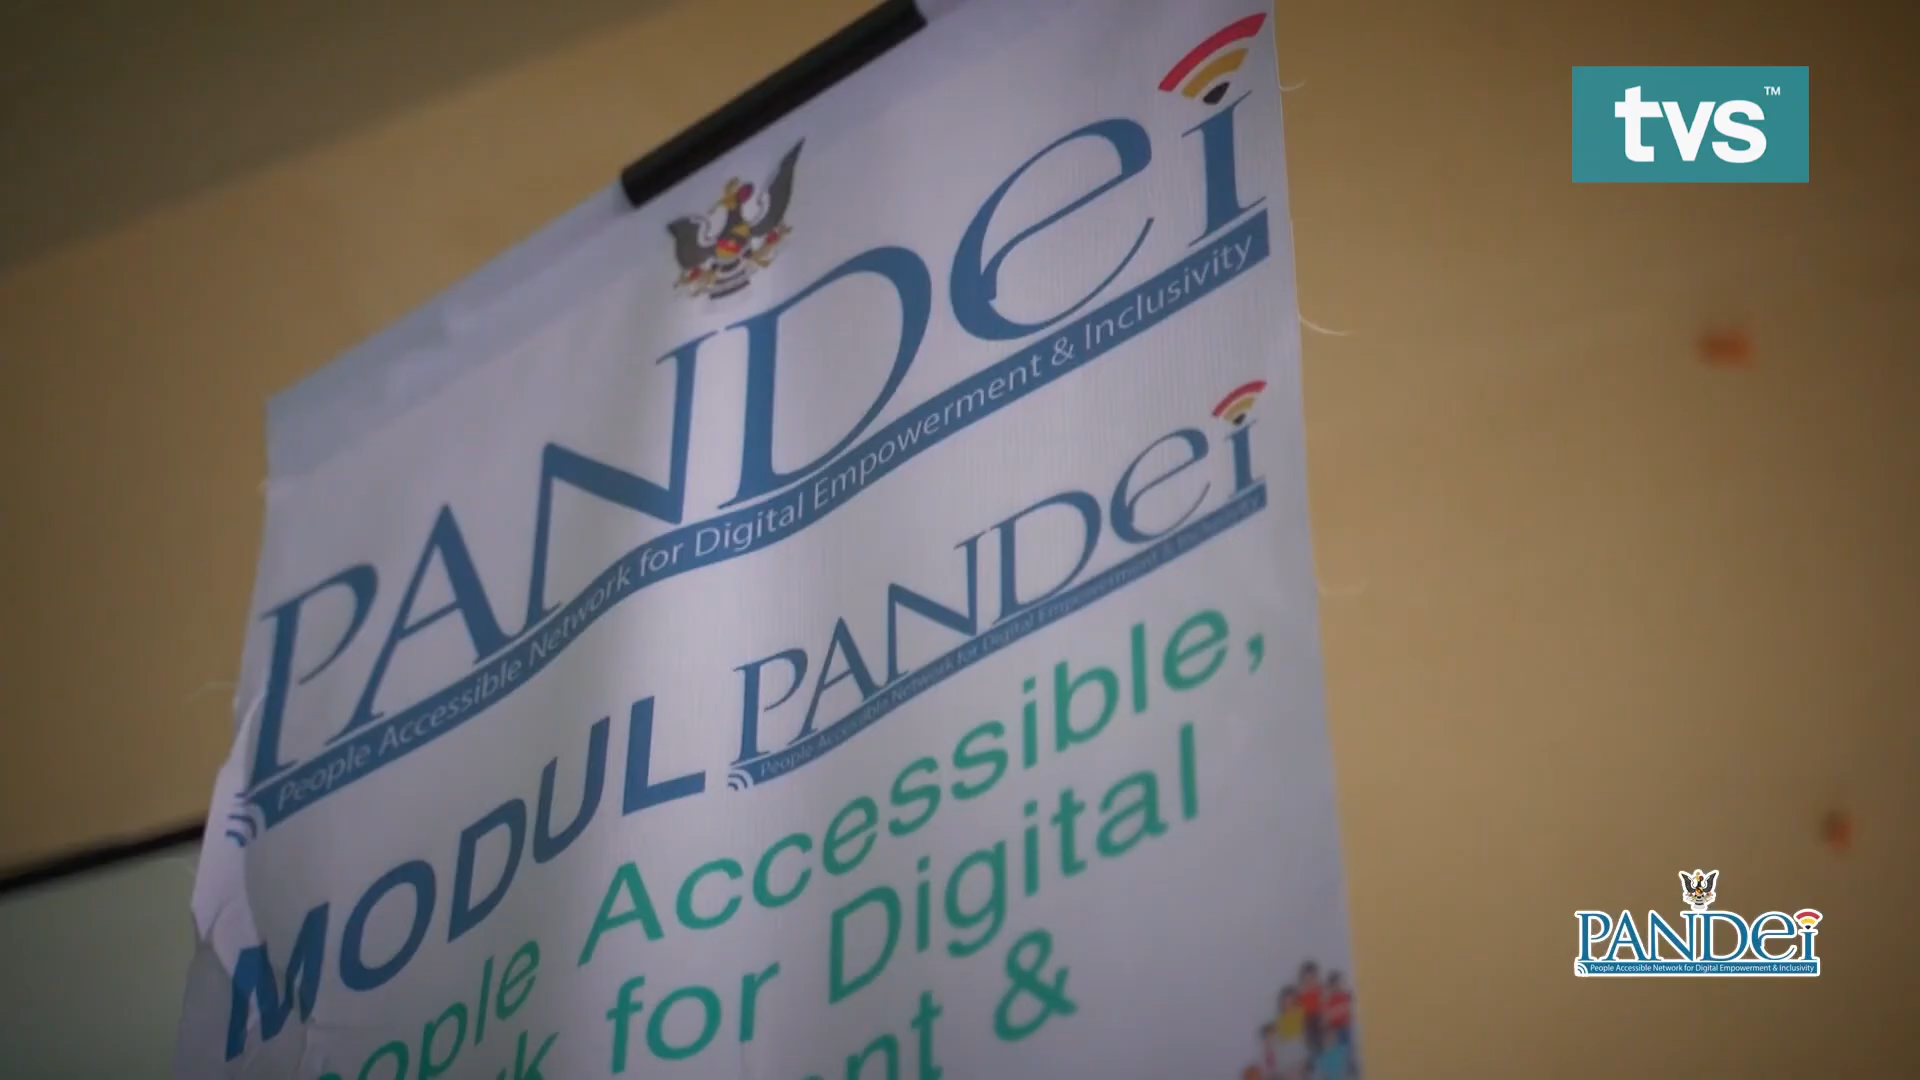 PANDei
People Accessible Network for Digital Empowerment & Inclusivity
MODUL PANDei
People Accessible Network for Digital Empowerment & Inclusivity
People Accessible,
for Digital
&
tvs™
PANDei
People Accessible Network for Digital Empowerment & Inclusivity